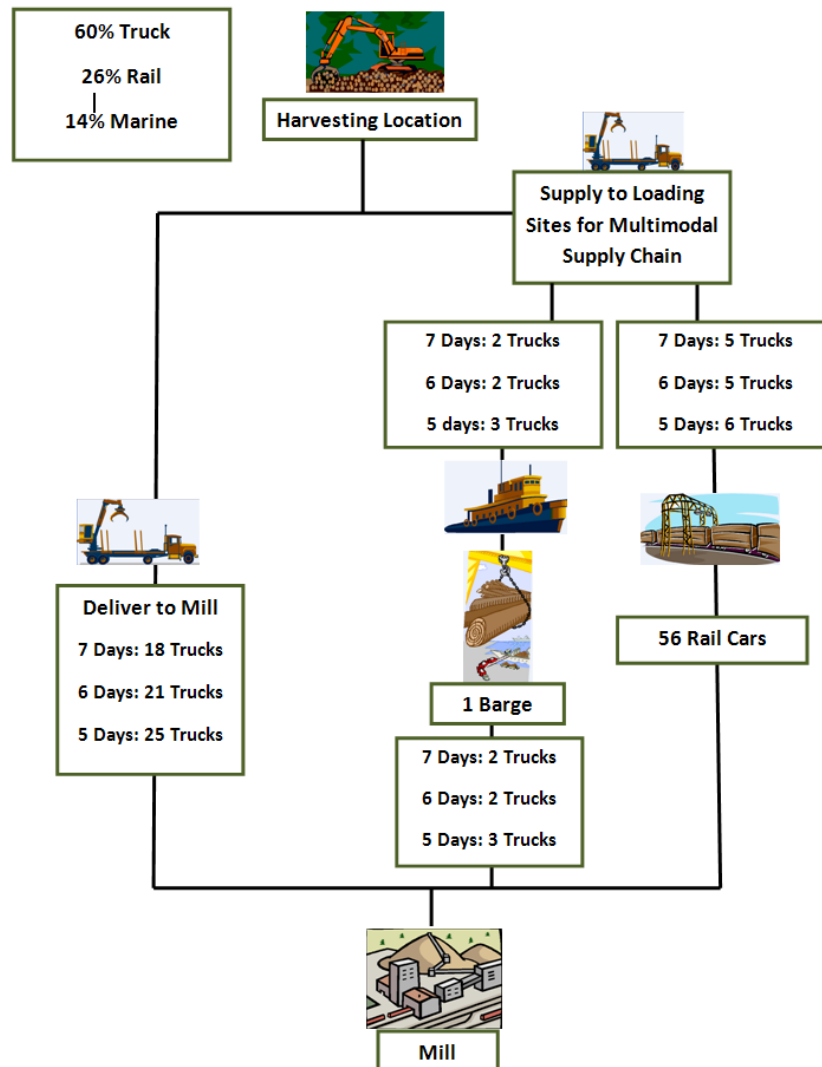 60% Truck
26% Rail
14% Marine
Harvesting Location
Supply to Loading
Sites for Multimodal
Supply Chain
7 Days: 2 Trucks
6 Days: 2 Trucks
5 days: 3 Trucks
7 Days: 5 Trucks
6 Days: 5 Trucks
5 Days: 6 Trucks
Deliver to Mill
7 Days: 18 Trucks
6 Days: 21 Trucks
5 Days: 25 Trucks
56 Rail Cars
1 Barge
7 Days: 2 Trucks
6 Days: 2 Trucks
5 Days: 3 Trucks
Mill